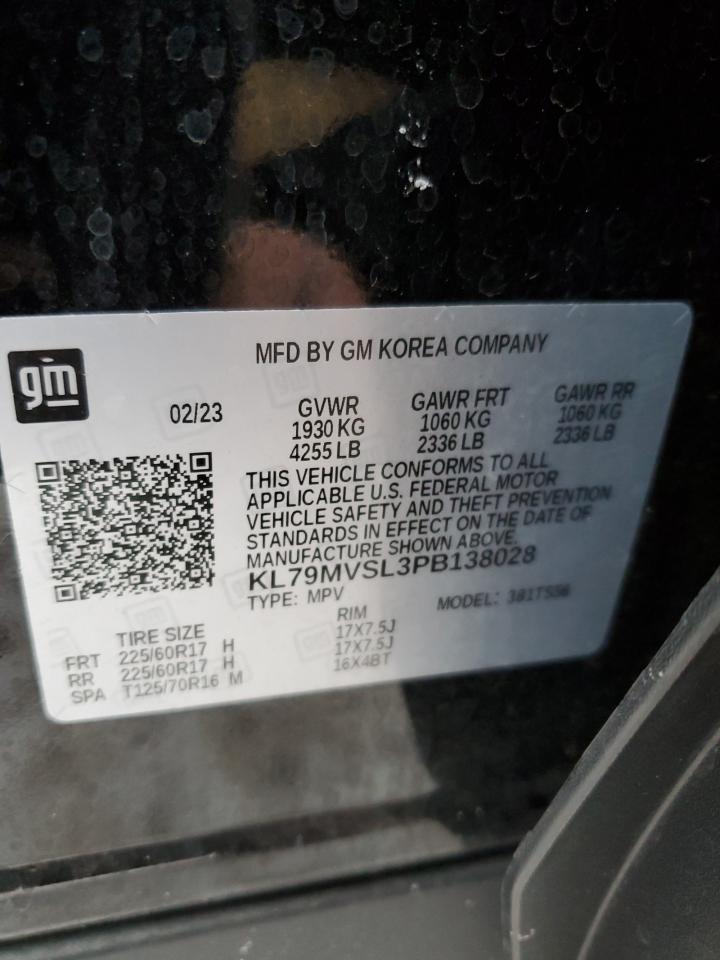 MFD BY GM KOREA COMPANY
gm
02/23
GVWR GAWR FRT GAWR RR
1930 KG 1060 KG 1060 KG
4255 LB 2336 LB 2336 LB
THIS VEHICLE CONFORMS TO ALL
APPLICABLE U.S. FEDERAL MOTOR
VEHICLE SAFETY AND THEFT PREVENTION
STANDARDS IN EFFECT ON THE DATE OF
MANUFACTURE SHOWN ABOVE.
KL79MVSL3PB138028
TYPE: MPV MODEL:
TIRE SIZE RIM
FRT 225/60R17 H 17X7.5J
RR 225/60R17 H 17X7.5J
SPA T125/70R16 M 16X4BT